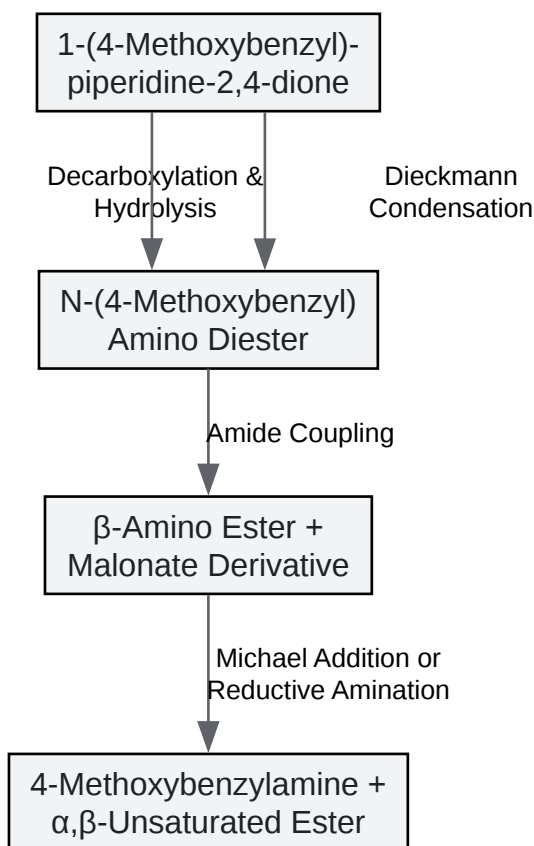 1-(4-Methoxybenzyl)-
piperidine-2,4-dione
Decarboxylation &
Hydrolysis
Dieckmann
Condensation
N-(4-Methoxybenzyl)
Amino Diester
Amide Coupling
β-Amino Ester +
Malonate Derivative
Michael Addition or
Reductive Amination
4-Methoxybenzylamine +
α,β-Unsaturated Ester